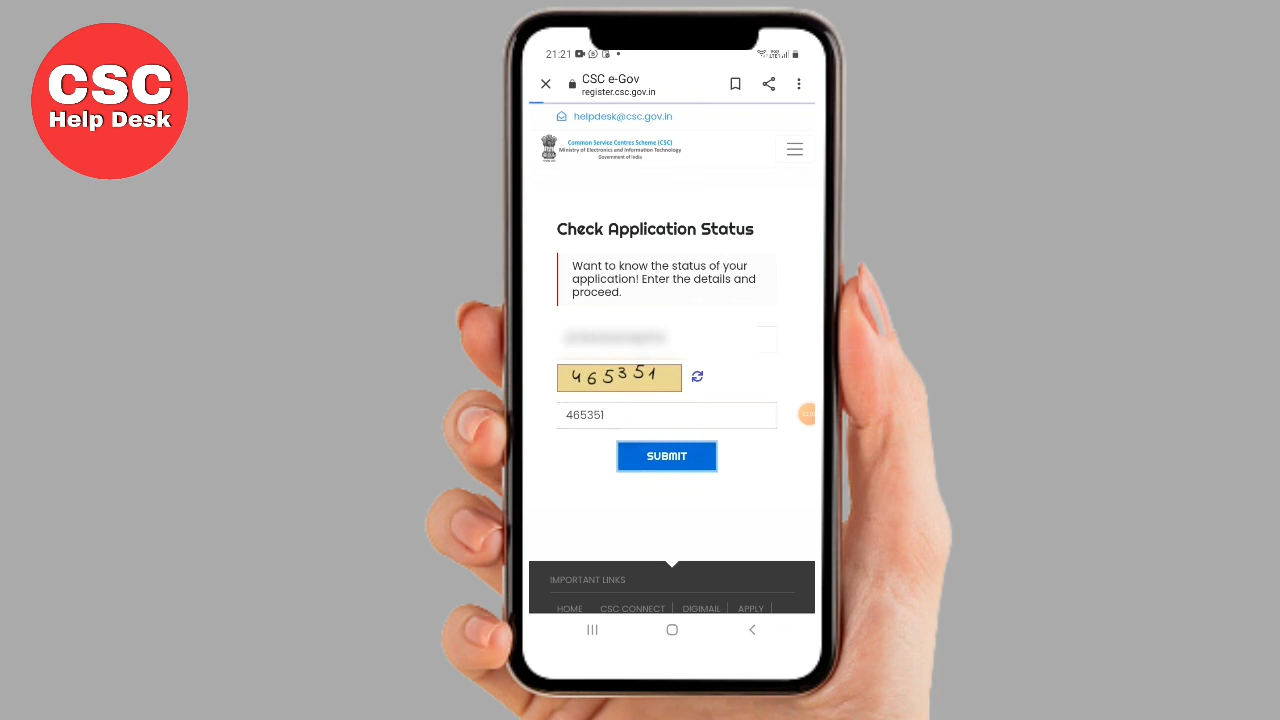 CSC
Help Desk
21:21
CSC e-Gov
register.csc.gov.in
helpdesk@csc.gov.in
Common Service Centres Scheme (CSC)
Ministry of Electronics and Information Technology
Government of India
Check Application Status
Want to know the status of your
application! Enter the details and
proceed.
465351
465351
SUBMIT
IMPORTANT LINKS
HOME CSC CONNECT | DIGIMAIL | APPLY |